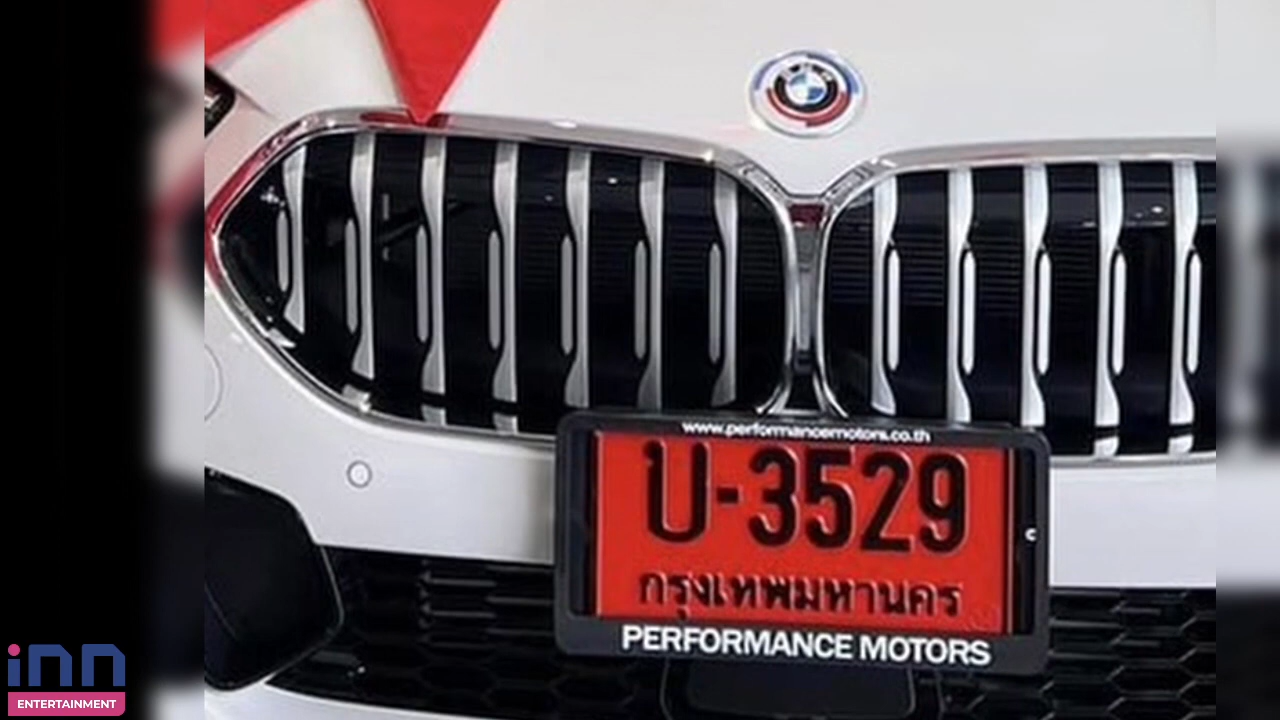 www.performancemotors.co.th
บ-3529
กรุงเทพมหานคร
PERFORMANCE MOTORS
inn
ENTERTAINMENT